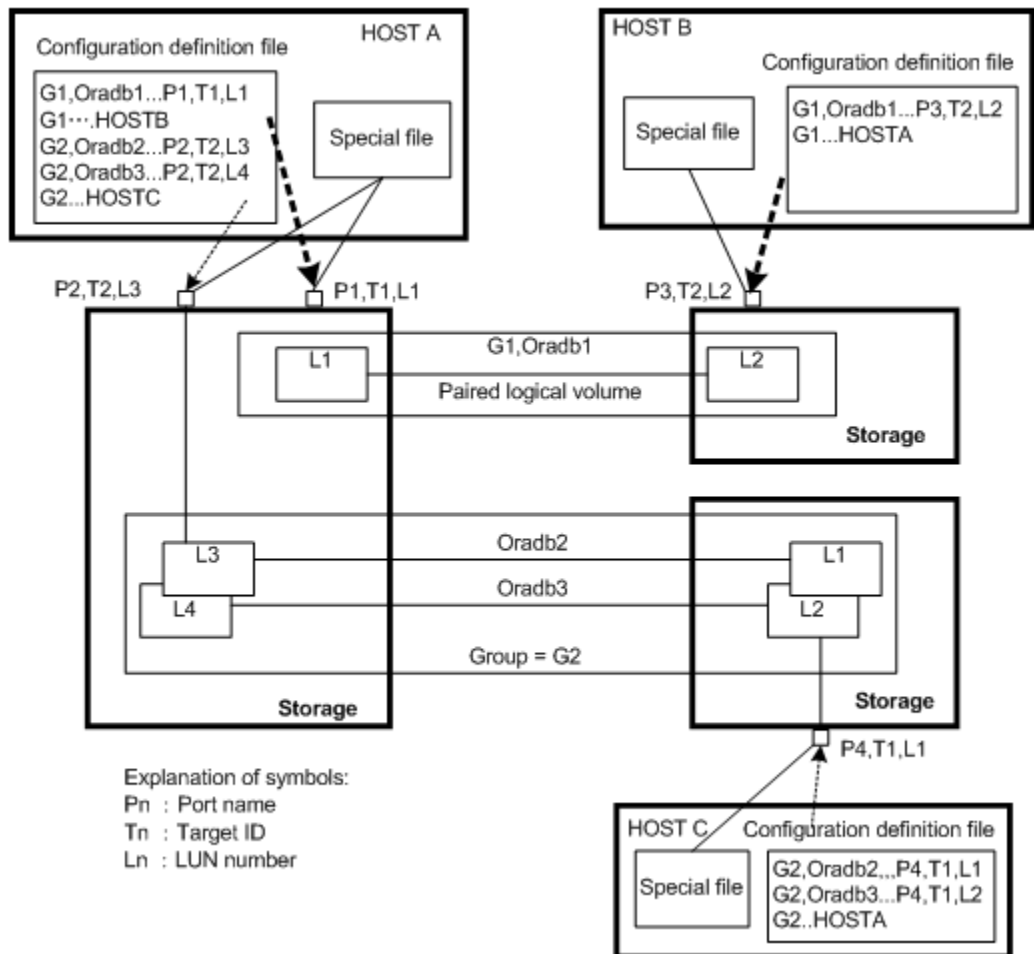 HOST A
Configuration definition file
G1,Oradb1...P1,T1,L1
G1….HOSTB
G2,Oradb2...P2,T2,L3
G2,Oradb3...P2,T2,L4
G2...HOSTC
Special file
HOST B
Configuration definition file
G1,Oradb1...P3,T2,L2
G1...HOSTA
Special file
P2,T2,L3
P1,T1,L1
P3,T2,L2
G1,Oradb1
L1
L2
Paired logical volume
Storage
Oradb2
L3
L1
Oradb3
L4
L2
Group = G2
Storage
Storage
P4,T1,L1
Explanation of symbols:
Pn : Port name
Tn : Target ID
Ln : LUN number
HOST C
Configuration definition file
Special file
G2,Oradb2,,,P4,T1,L1
G2,Oradb3...P4,T1,L2
G2..HOSTA